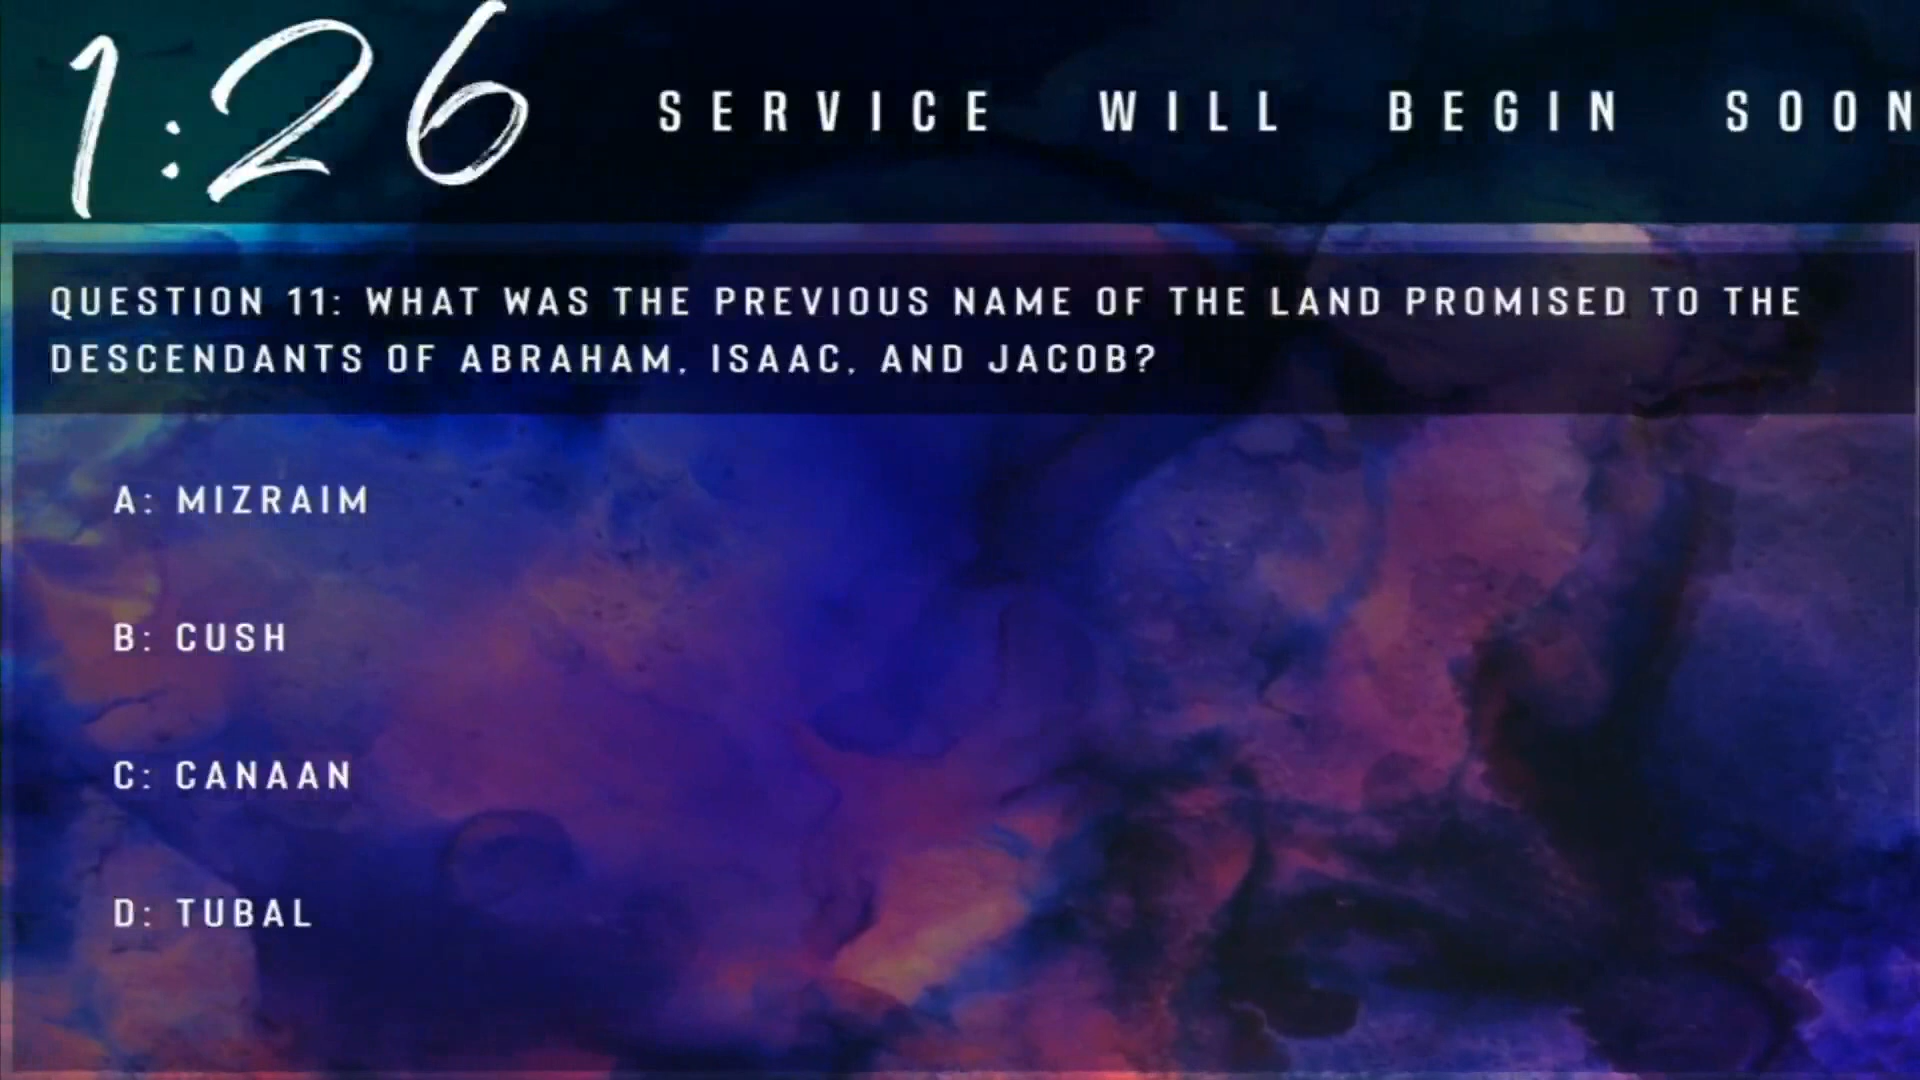 1:26
SERVICE WILL BEGIN SOON
QUESTION 11: WHAT WAS THE PREVIOUS NAME OF THE LAND PROMISED TO THE
DESCENDANTS OF ABRAHAM, ISAAC, AND JACOB?
A: MIZRAIM
B: CUSH
C: CANAAN
D: TUBAL